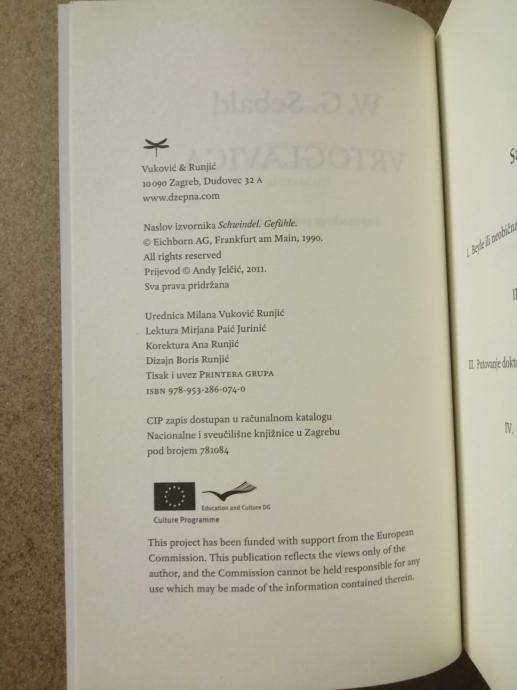 Vuković & Runjić
10 090 Zagreb, Dudovec 32 A
www.dzepna.com
Naslov izvornika Schwindel. Gefühle.
© Eichborn AG, Frankfurt am Main, 1990.
All rights reserved
Prijevod © Andy Jelčić, 2011.
Sva prava pridržana
Urednica Milana Vuković Runjić
Lektura Mirjana Paić Jurinić
Korektura Ana Runjić
Dizajn Boris Runjić
Tisak i uvez PRINTERA GRUPA
ISBN 978-953-286-074-0
CIP zapis dostupan u računalnom katalogu
Nacionalne i sveučilišne knjižnice u Zagrebu
pod brojem 781084
Education and Culture DG
Culture Programme
This project has been funded with support from the European
Commission. This publication reflects the views only of the
author, and the Commission cannot be held responsible for any
use which may be made of the information contained therein.
W. G. Sebald
VRTOGLAVICA
I. Beyle ili
III. Putovanje
IV.